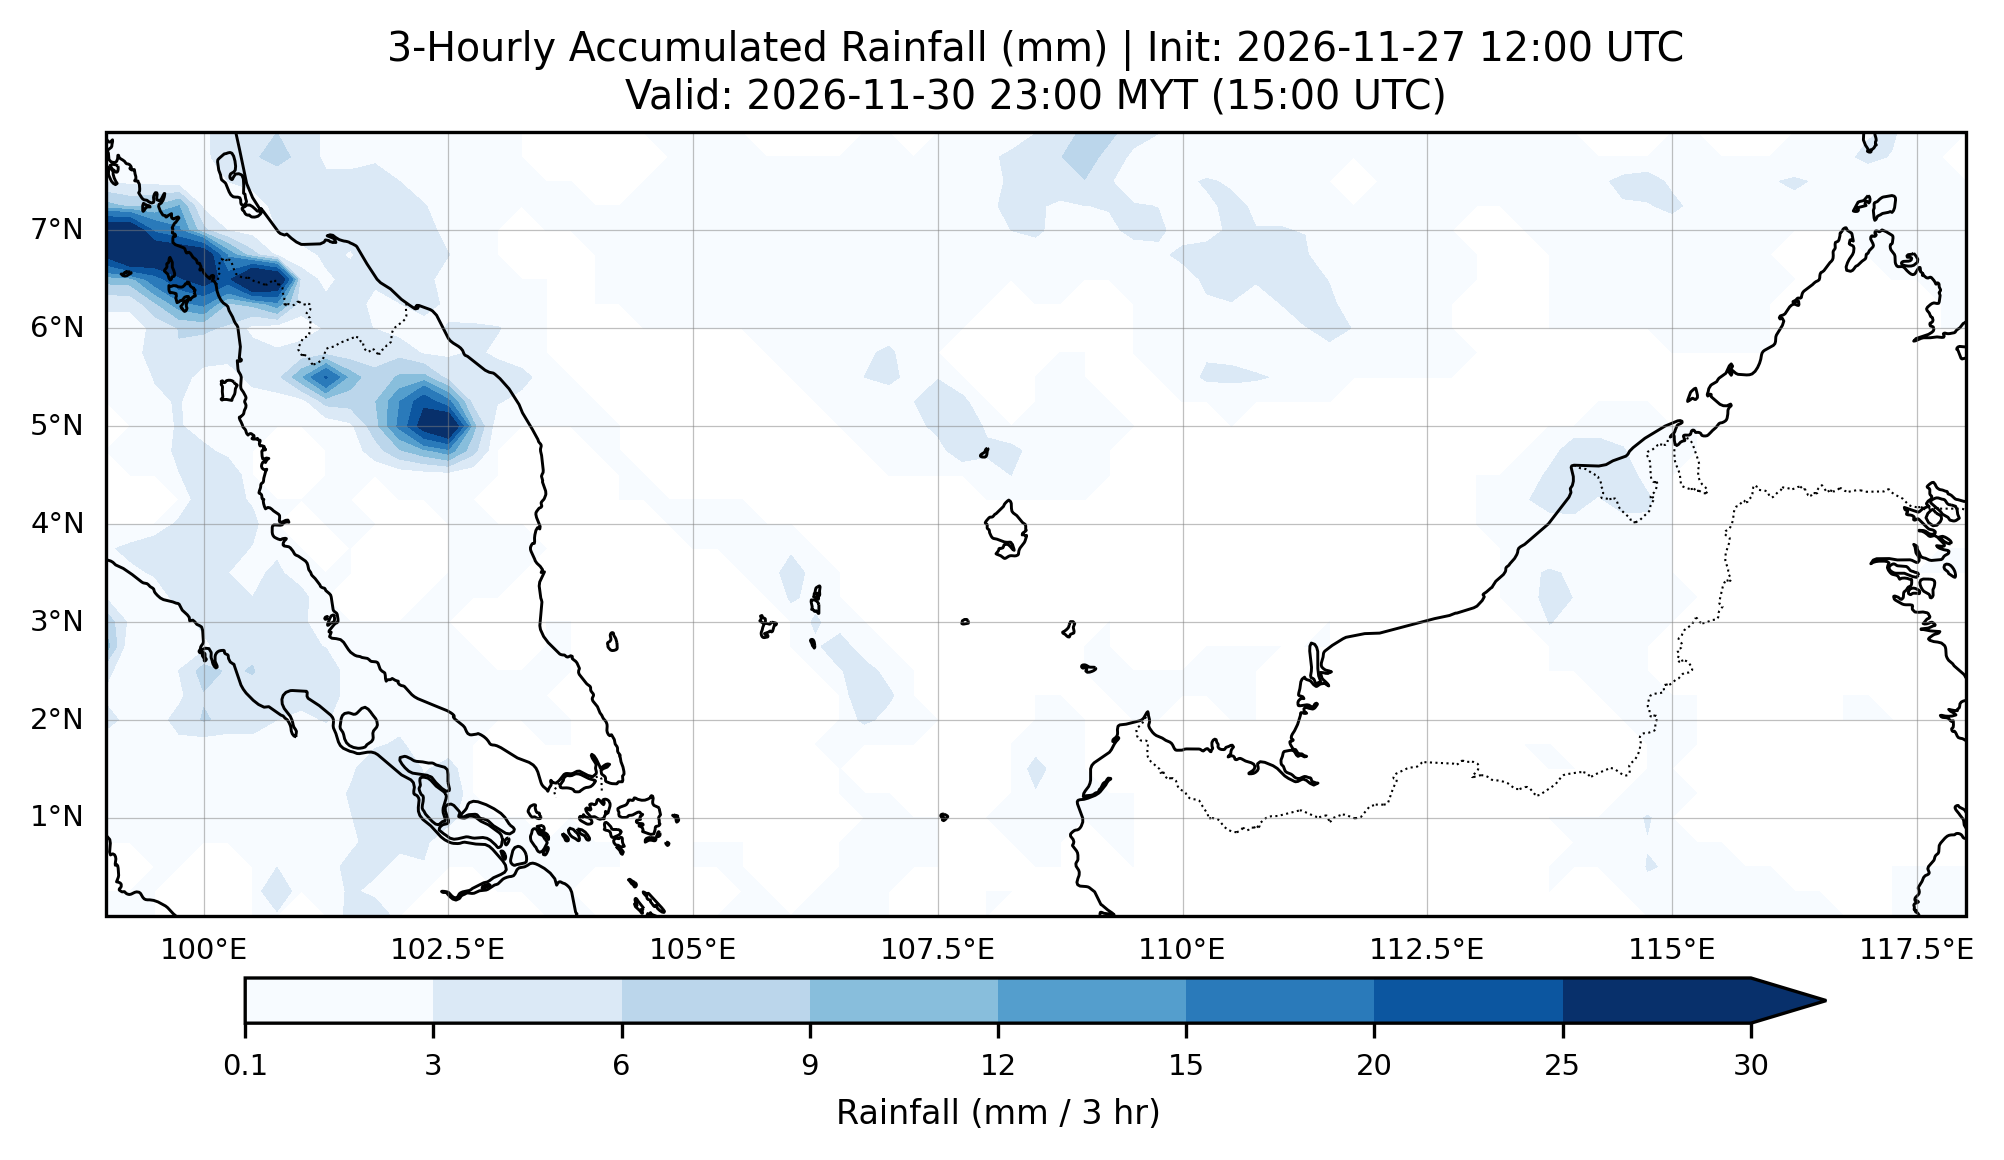 3-Hourly Accumulated Rainfall (mm) | Init: 2026-11-27 12:00 UTC
Valid: 2026-11-30 23:00 MYT (15:00 UTC)
7°N
6°N
5°N
4°N
3°N
2°N
1°N
100°E 102.5°E 105°E 107.5°E 110°E 112.5°E 115°E 117.5°E
0.1 3 6 9 12 15 20 25 30
Rainfall (mm / 3 hr)